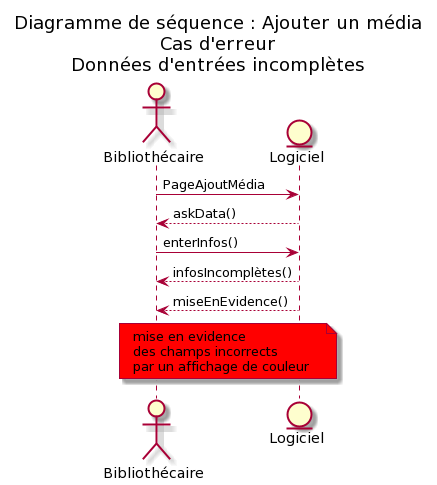 Diagramme de séquence : Ajouter un média
Cas d'erreur
Données d'entrées incomplètes
Bibliothécaire
Logiciel
PageAjoutMédia
askData()
enterInfos()
infosIncomplètes()
miseEnEvidence()
mise en evidence
des champs incorrects
par un affichage de couleur
Bibliothécaire
Logiciel